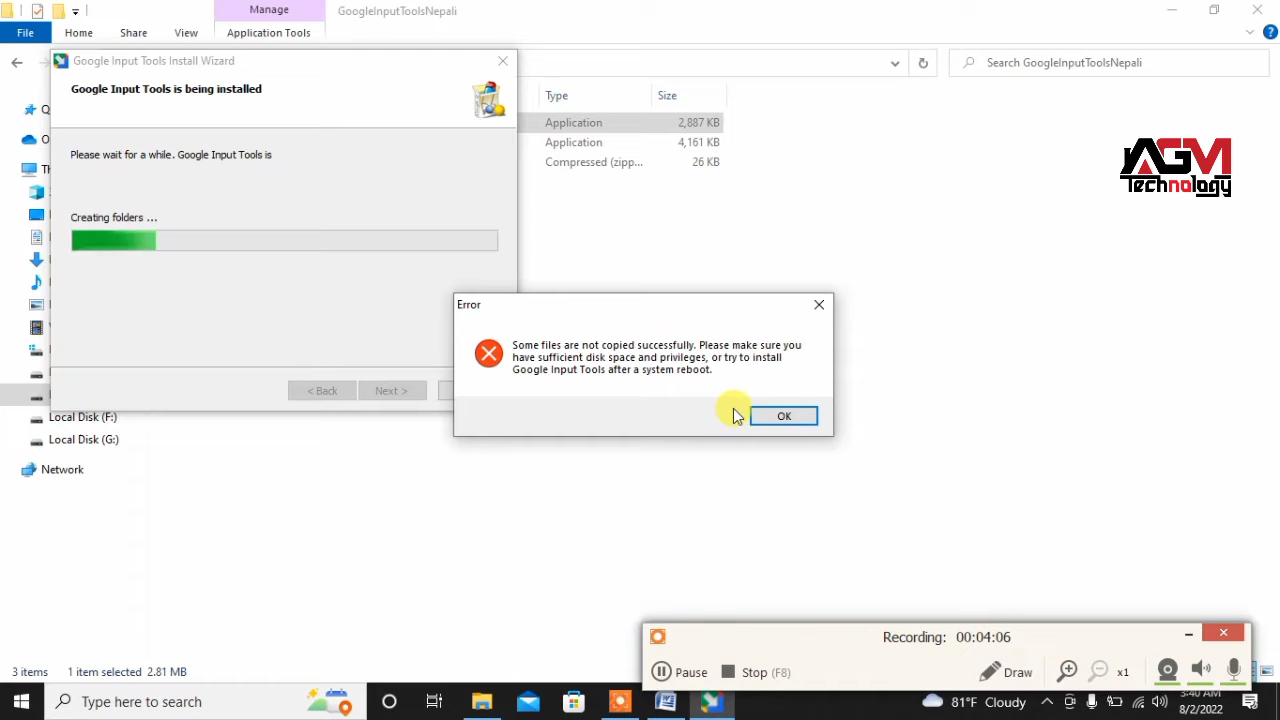 Manage
GoogleInputToolsNepali
File
Home
Share
View
Application Tools
Google Input Tools Install Wizard
Search GoogleInputToolsNepali
Google Input Tools is being installed
Type
Size
Application
2,887 KB
Application
4,161 KB
Compressed (zipp...
26 KB
Please wait for a while. Google Input Tools is
AGM
Technology
Creating folders ...
Error
Some files are not copied successfully. Please make sure you
have sufficient disk space and privileges, or try to install
Google Input Tools after a system reboot.
OK
< Back
Next >
Local Disk (F:)
Local Disk (G:)
Network
Recording: 00:04:06
Pause
Stop (F8)
Draw
x1
3 items
1 item selected 2.81 MB
Type here to search
81°F Cloudy
3:40 AM
8/2/2022